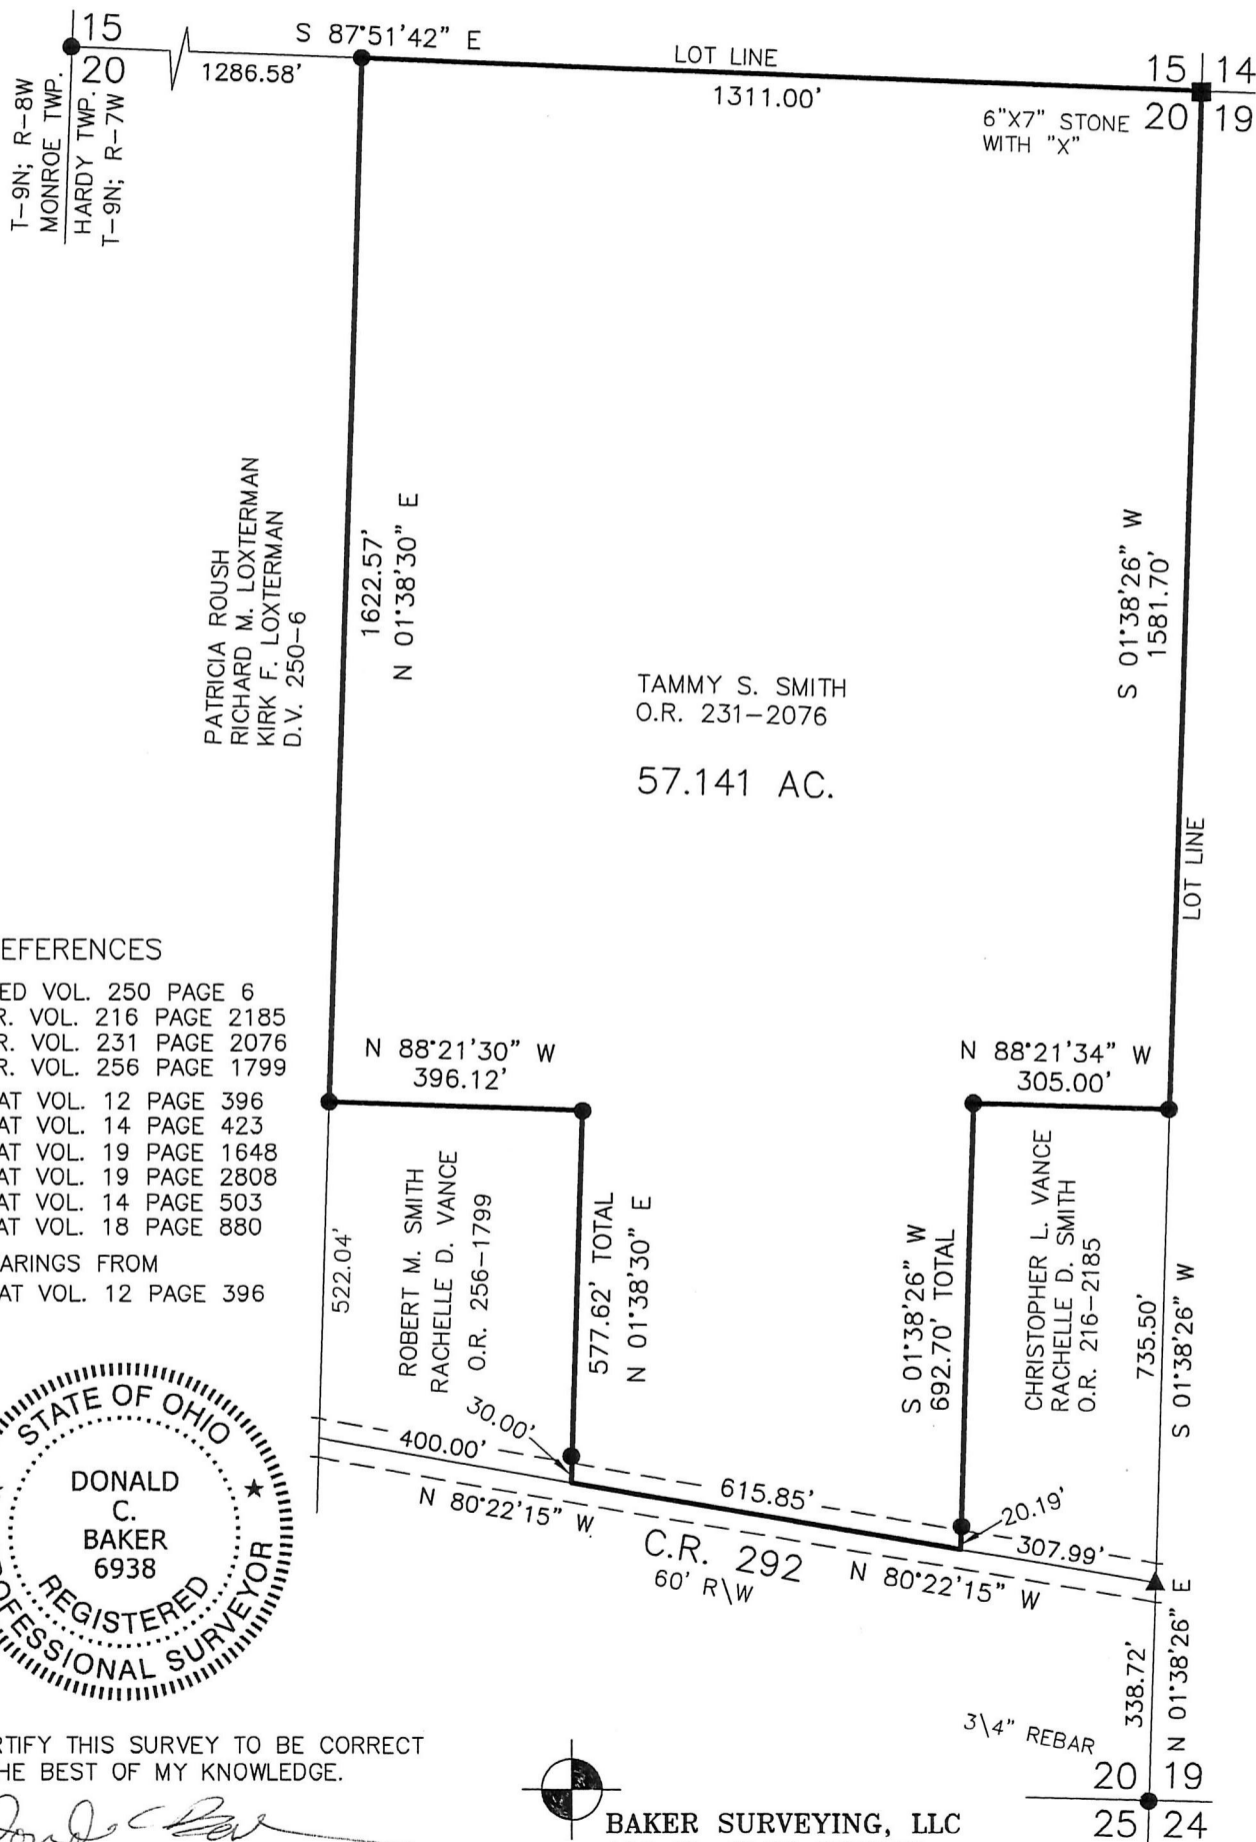 15
20
T-9N; R-8W
MONROE TWP.
HARDY TWP.
T-9N; R-7W
S 87°51'42" E
1286.58'
LOT LINE
1311.00'
15 14
20 19
6"X7" STONE
WITH "X"
PATRICIA ROUSH
RICHARD M. LOXTERMAN
KIRK F. LOXTERMAN
D.V. 250-6
1622.57'
N 01°38'30" E
TAMMY S. SMITH
O.R. 231-2076
57.141 AC.
S 01°38'26" W
1581.70'
LOT LINE
EFERENCES
ED VOL. 250 PAGE 6
R. VOL. 216 PAGE 2185
R. VOL. 231 PAGE 2076
R. VOL. 256 PAGE 1799
AT VOL. 12 PAGE 396
AT VOL. 14 PAGE 423
AT VOL. 19 PAGE 1648
AT VOL. 19 PAGE 2808
AT VOL. 14 PAGE 503
AT VOL. 18 PAGE 880
ARINGS FROM
AT VOL. 12 PAGE 396
N 88°21'30" W
396.12'
N 88°21'34" W
305.00'
522.04'
ROBERT M. SMITH
RACHELLE D. VANCE
O.R. 256-1799
577.62' TOTAL
N 01°38'30" E
S 01°38'26" W
692.70' TOTAL
CHRISTOPHER L. VANCE
RACHELLE D. SMITH
O.R. 216-2185
735.50'
S 01°38'26" W
30.00'
400.00'
N 80°22'15" W
615.85'
C.R. 292
60' R\W
20.19'
307.99'
N 80°22'15" W
338.72'
N 01°38'26" E
3\4" REBAR
20 19
25 24
STATE OF OHIO
DONALD
C.
BAKER
6938
REGISTERED
OFESSIONAL SURVEYOR
RTIFY THIS SURVEY TO BE CORRECT
HE BEST OF MY KNOWLEDGE.
BAKER SURVEYING, LLC